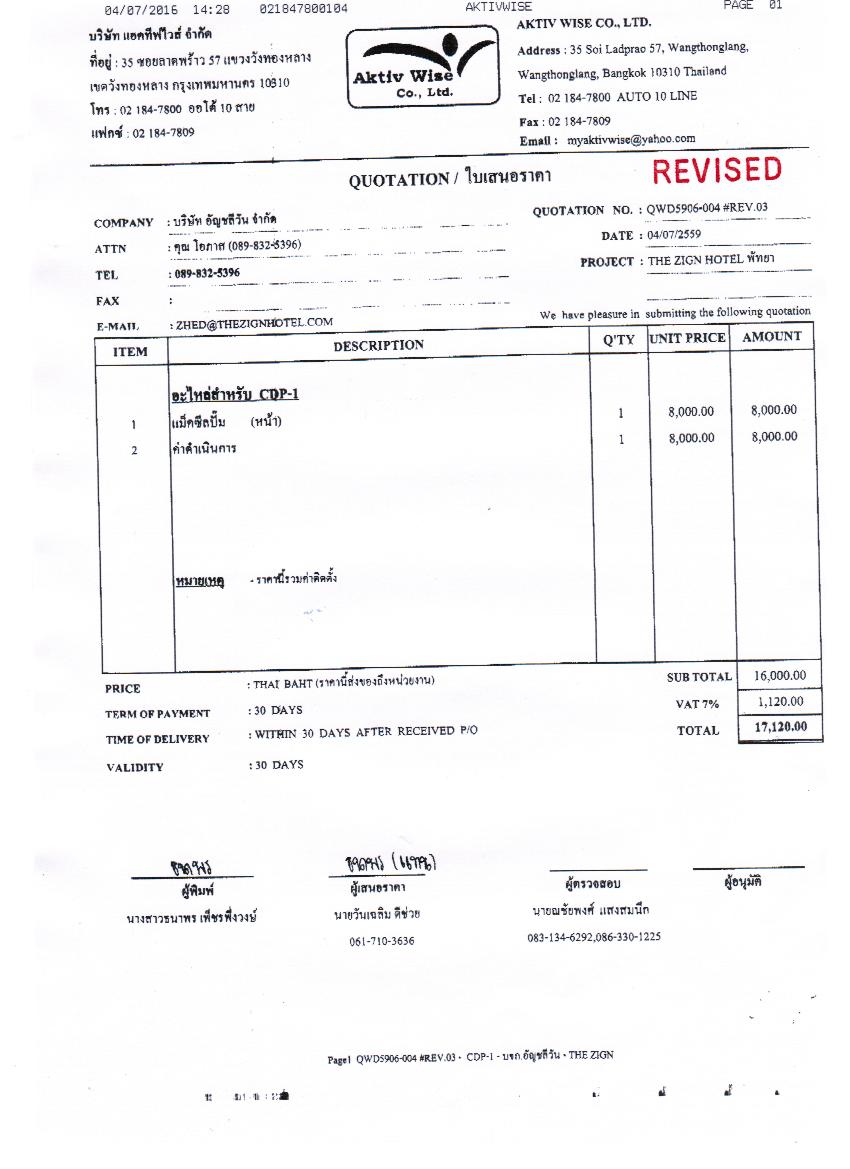 04/07/2016 14:28 021847800104 AKTIVWISE PAGE 01
บริษัท แอคทีฟไวส์ จำกัด
ที่อยู่ : 35 ซอยลาดพร้าว 57 แขวงวังทองหลาง
เขตวังทองหลาง กรุงเทพมหานคร 10310
โทร : 02 184-7800 ออโต้ 10 สาย
แฟกซ์ : 02 184-7809
Aktiv Wise
Co., Ltd.
AKTIV WISE CO., LTD.
Address : 35 Soi Ladprao 57, Wangthonglang,
Wangthonglang, Bangkok 10310 Thailand
Tel : 02 184-7800 AUTO 10 LINE
Fax : 02 184-7809
Email : myaktivwise@yahoo.com
QUOTATION / ใบเสนอราคา
REVISED
COMPANY : บริษัท อัญชลีวัน จำกัด
ATTN : คุณ โอภาส (089-832-5396)
TEL : 089-832-5396
FAX :
E-MAIL : ZHED@THEZIGNHOTEL.COM
QUOTATION NO. : QWD5906-004 #REV.03
DATE : 04/07/2559
PROJECT : THE ZIGN HOTEL พัทยา
We have pleasure in submitting the following quotation
ITEM DESCRIPTION Q'TY UNIT PRICE AMOUNT
อะไหล่สำหรับ CDP-1
1 แม็คซีลปั๊ม (หน้า) 1 8,000.00 8,000.00
2 ค่าดำเนินการ 1 8,000.00 8,000.00
หมายเหตุ - ราคานี้รวมค่าติดตั้ง
PRICE : THAI BAHT (ราคานี้ส่งของถึงหน่วยงาน)
TERM OF PAYMENT : 30 DAYS
TIME OF DELIVERY : WITHIN 30 DAYS AFTER RECEIVED P/O
VALIDITY : 30 DAYS
SUB TOTAL 16,000.00
VAT 7% 1,120.00
TOTAL 17,120.00
ผู้พิมพ์ ผู้เสนอราคา ผู้ตรวจสอบ ผู้อนุมัติ
นางสาวธนาพร เพ็ชรพึ่งวงษ์ นายวันเฉลิม ดีช่วย นายณชัยพงศ์ แสงสมนึก
061-710-3636 083-134-6292,086-330-1225
Page1 QWD5906-004 #REV.03 - CDP-1 - บจก.อัญชลีวัน - THE ZIGN